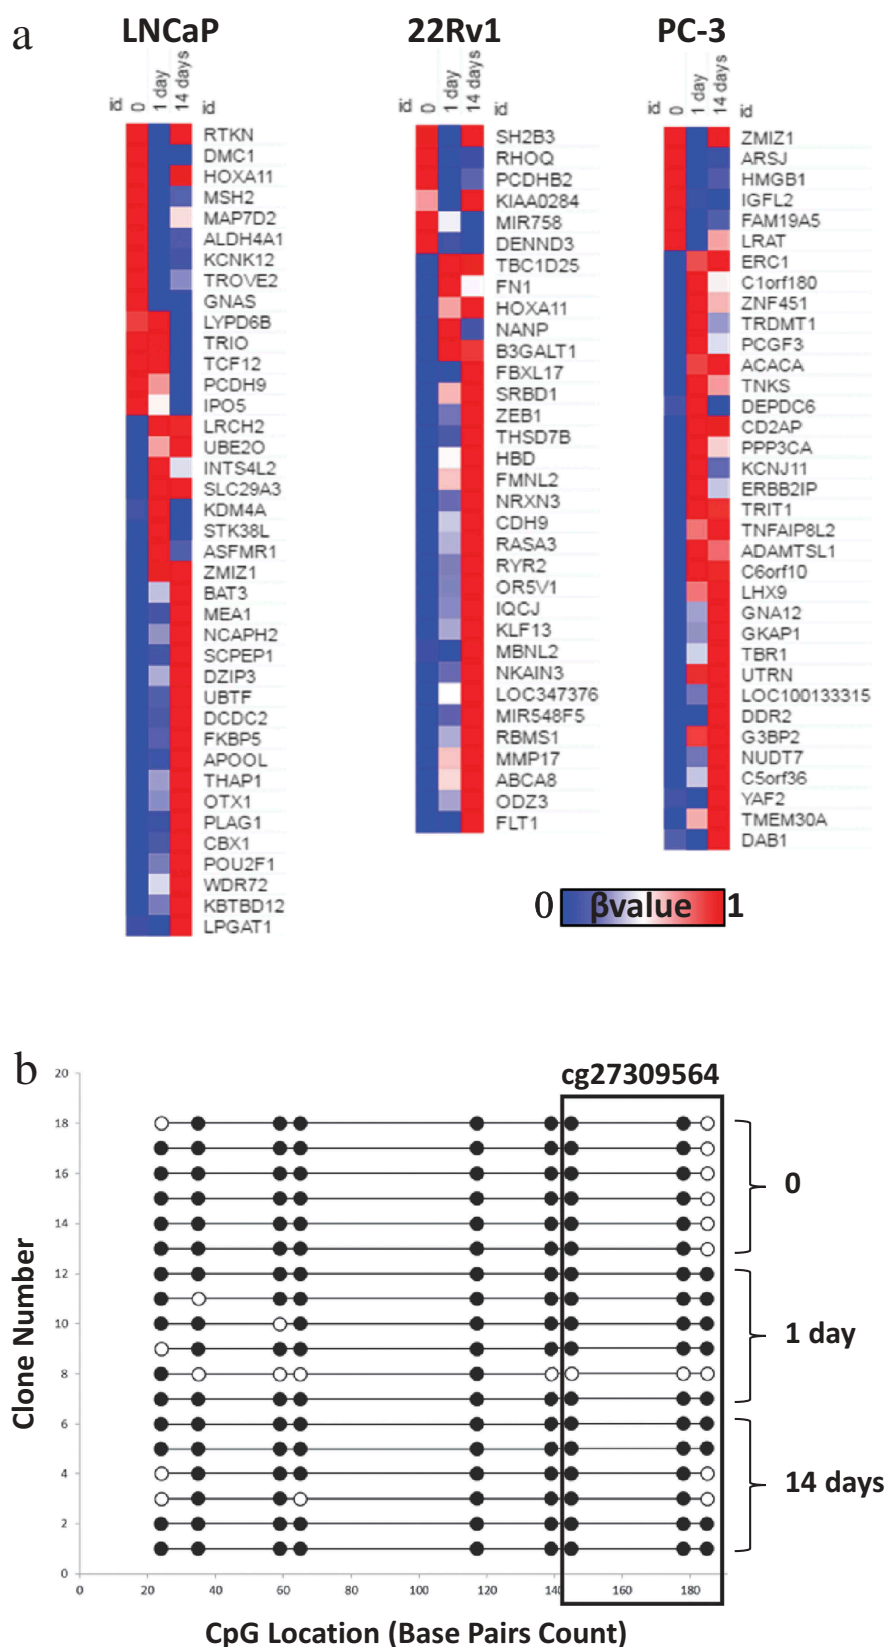 a
LNCaP
22Rv1
PC-3
id:
0
1 day
14 days
id:
id:
0
1 day
14 days
id:
id:
0
1 day
14 days
id:
RTKN
DMC1
HOXA11
MSH2
MAP7D2
ALDH4A1
KCNK12
TROVE2
GNAS
LYPD6B
TRIO
TCF12
PCDH9
IPO5
LRCH2
UBE2O
INTS4L2
SLC29A3
KDM4A
STK38L
ASFMR1
ZMIZ1
BAT3
MEA1
NCAPH2
SCPEP1
DZIP3
UBTF
DCDC2
FKBP5
APOOL
THAP1
OTX1
PLAG1
CBX1
POU2F1
WDR72
KBTBD12
LPGAT1
SH2B3
RHOQ
PCDHB2
KIAA0284
MIR758
DENND3
TBC1D25
FN1
HOXA11
NANP
B3GALT1
FBXL17
SRBD1
ZEB1
THSD7B
HBD
FMNL2
NRXN3
CDH9
RASA3
RYR2
OR5V1
IQCJ
KLF13
MBNL2
NKAIN3
LOC347376
MIR548F5
RBMS1
MMP17
ABCA8
ODZ3
FLT1
ZMIZ1
ARSJ
HMGB1
IGFL2
FAM19A5
LRAT
ERC1
C1orf180
ZNF451
TRDMT1
PCGF3
ACACA
TNKS
DEPDC6
CD2AP
PPP3CA
KCNJ11
ERBB2IP
TRIT1
TNFAIP8L2
ADAMTSL1
C6orf10
LHX9
GNA12
GKAP1
TBR1
UTRN
LOC100133315
DDR2
G3BP2
NUDT7
C5orf36
YAF2
TMEM30A
DAB1
0 βvalue 1
b
cg27309564
20
18
16
14
12
10
8
6
4
2
0
Clone Number
0
1 day
14 days
0 20 40 60 80 100 120 140 160 180
CpG Location (Base Pairs Count)